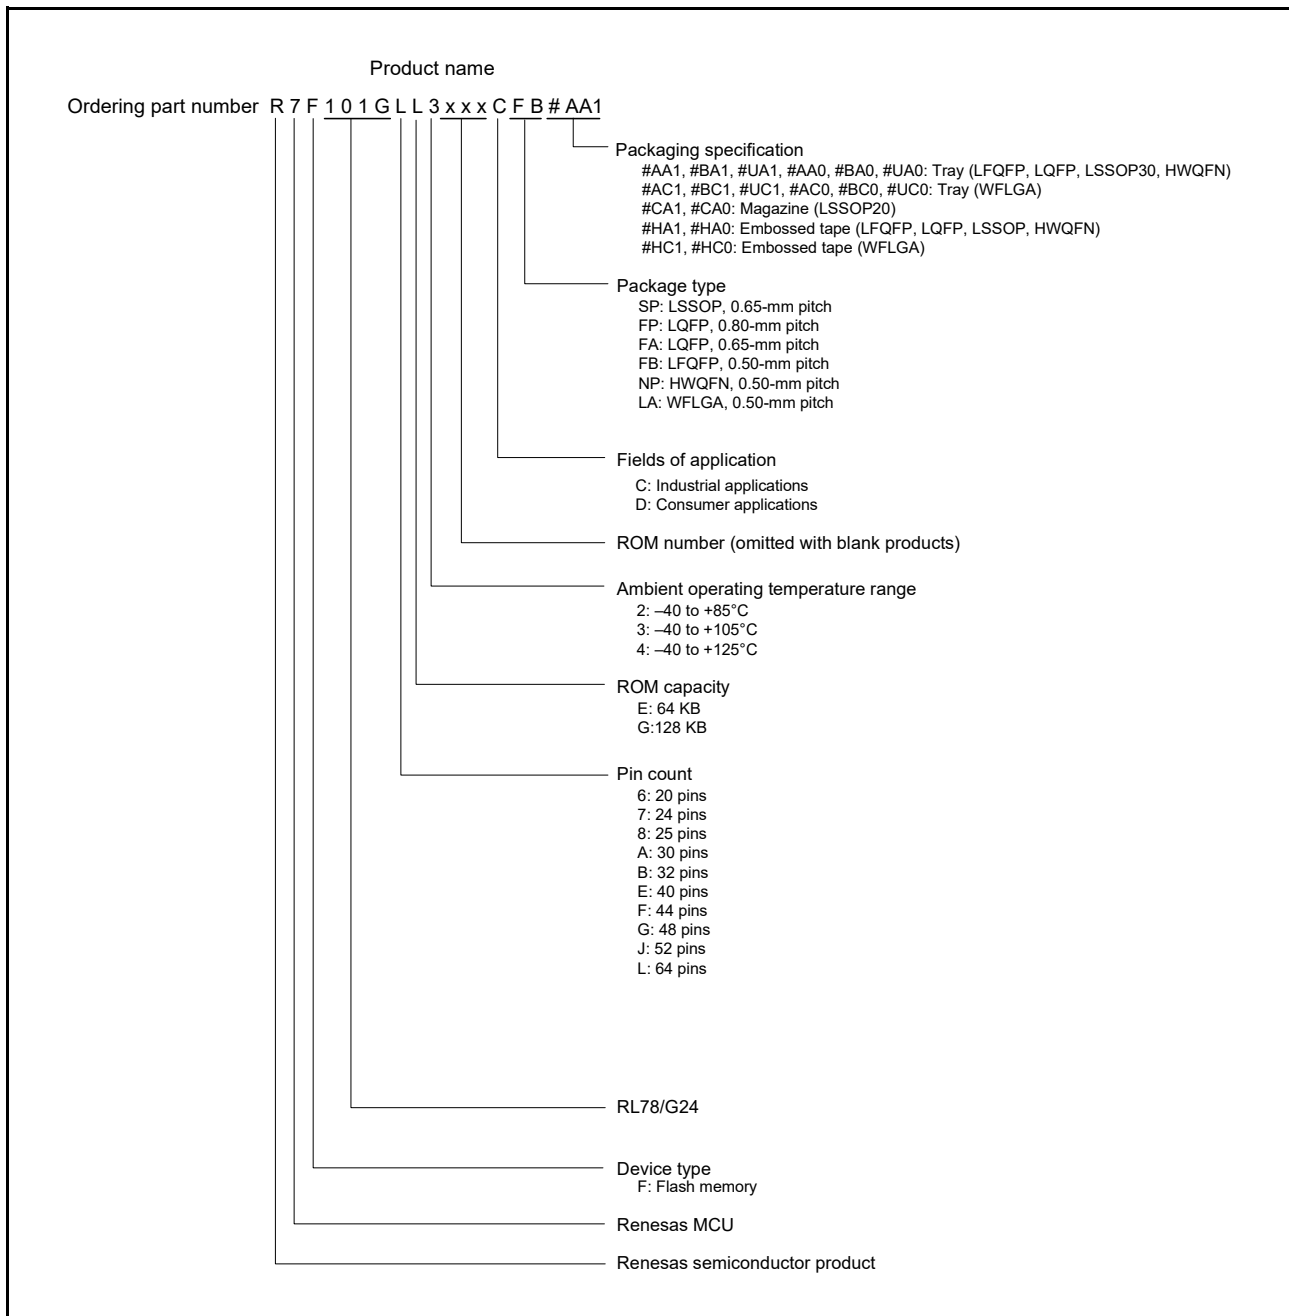 Product name
Ordering part number R 7 F 1 0 1 G L L 3 x x x C F B # AA1
Packaging specification
#AA1, #BA1, #UA1, #AA0, #BA0, #UA0: Tray (LFQFP, LQFP, LSSOP30, HWQFN)
#AC1, #BC1, #UC1, #AC0, #BC0, #UC0: Tray (WFLGA)
#CA1, #CA0: Magazine (LSSOP20)
#HA1, #HA0: Embossed tape (LFQFP, LQFP, LSSOP, HWQFN)
#HC1, #HC0: Embossed tape (WFLGA)
Package type
SP: LSSOP, 0.65-mm pitch
FP: LQFP, 0.80-mm pitch
FA: LQFP, 0.65-mm pitch
FB: LFQFP, 0.50-mm pitch
NP: HWQFN, 0.50-mm pitch
LA: WFLGA, 0.50-mm pitch
Fields of application
C: Industrial applications
D: Consumer applications
ROM number (omitted with blank products)
Ambient operating temperature range
2: –40 to +85°C
3: –40 to +105°C
4: –40 to +125°C
ROM capacity
E: 64 KB
G:128 KB
Pin count
6: 20 pins
7: 24 pins
8: 25 pins
A: 30 pins
B: 32 pins
E: 40 pins
F: 44 pins
G: 48 pins
J: 52 pins
L: 64 pins
RL78/G24
Device type
F: Flash memory
Renesas MCU
Renesas semiconductor product